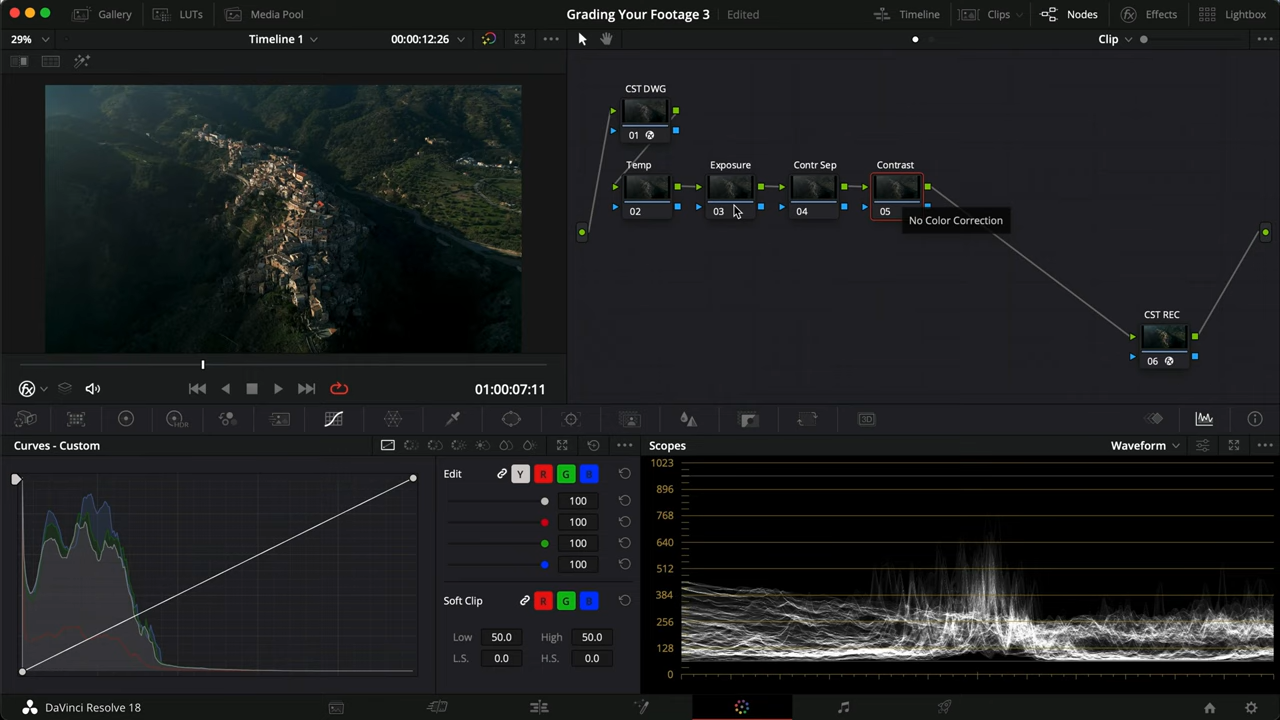 Gallery LUTs Media Pool Grading Your Footage 3 Edited Timeline Clips Nodes Effects Lightbox
29% Timeline 1 00:00:12:26 Clip
CST DWG
01
Temp Exposure Contr Sep Contrast
02 03 04 05
No Color Correction
CST REC
06
fx 01:00:07:11
HDR 3D
Curves - Custom Scopes Waveform
Edit Y R G B
100
100
100
100
Soft Clip R G B
Low 50.0 High 50.0
L.S. 0.0 H.S. 0.0
1023
896
768
640
512
384
256
128
0
DaVinci Resolve 18